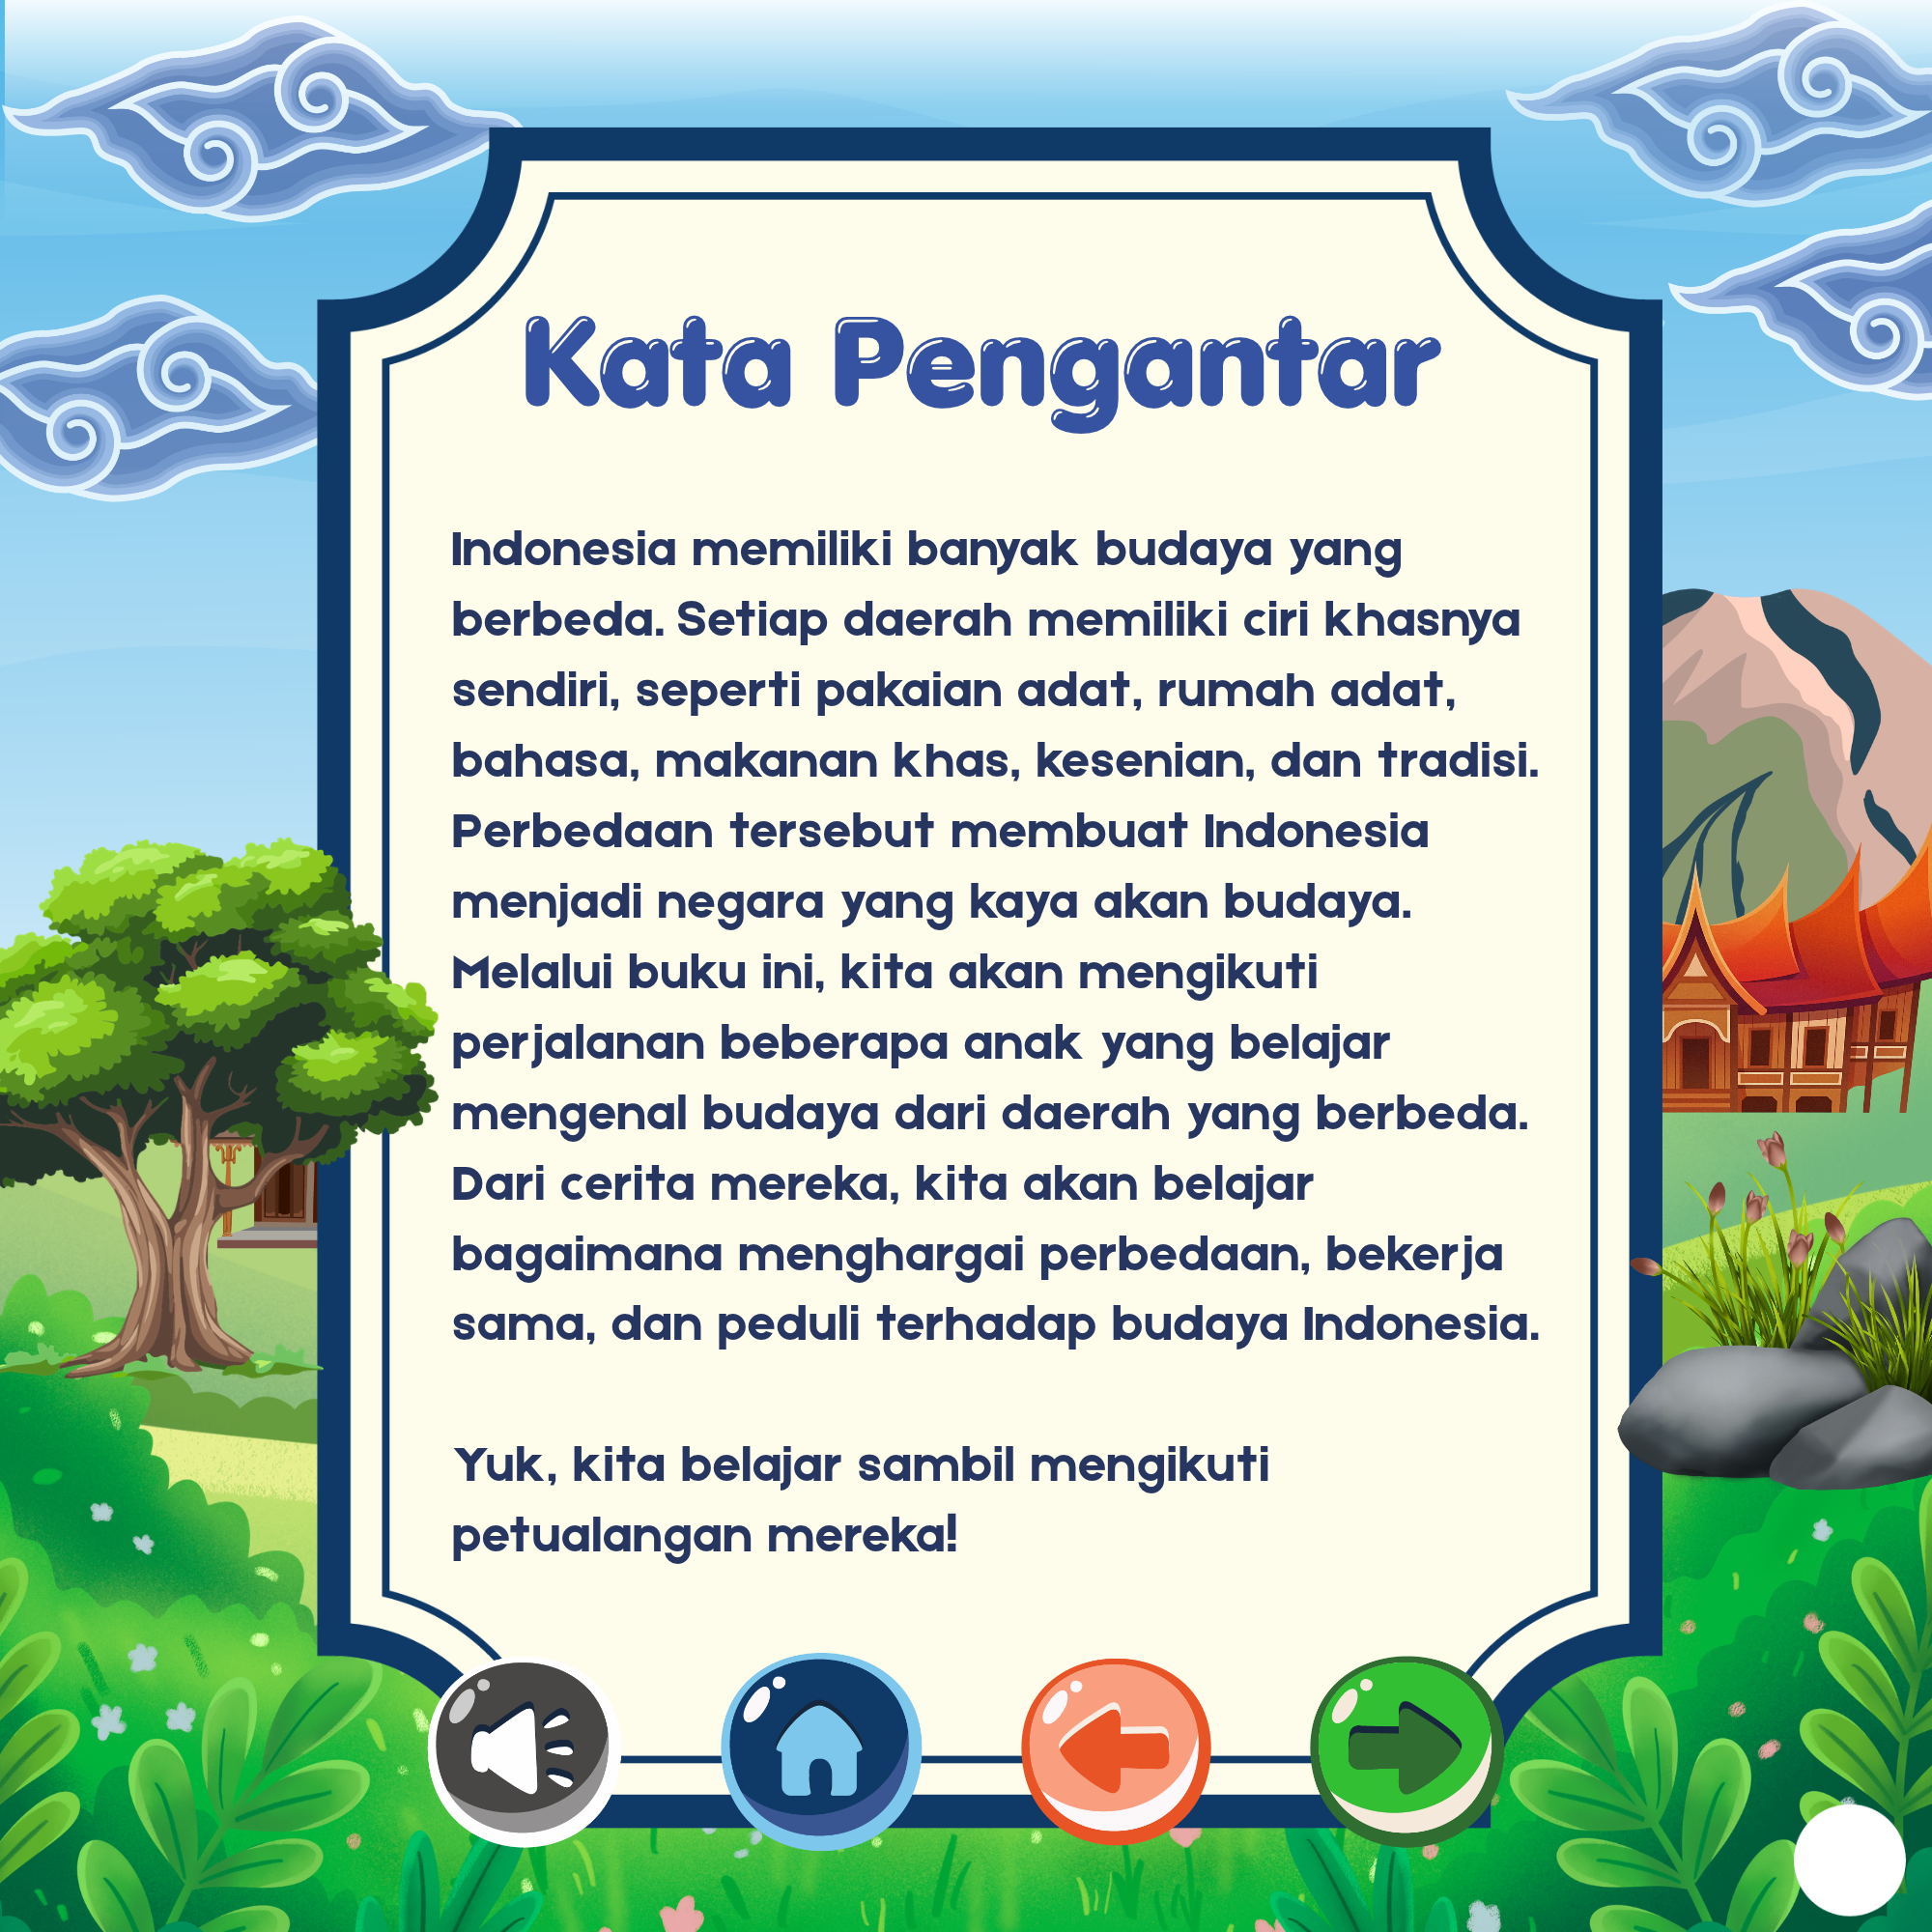 Kata Pengantar
Indonesia memiliki banyak budaya yang
berbeda. Setiap daerah memiliki ciri khasnya
sendiri, seperti pakaian adat, rumah adat,
bahasa, makanan khas, kesenian, dan tradisi.
Perbedaan tersebut membuat Indonesia
menjadi negara yang kaya akan budaya.
Melalui buku ini, kita akan mengikuti
perjalanan beberapa anak yang belajar
mengenal budaya dari daerah yang berbeda.
Dari cerita mereka, kita akan belajar
bagaimana menghargai perbedaan, bekerja
sama, dan peduli terhadap budaya Indonesia.
Yuk, kita belajar sambil mengikuti
petualangan mereka!